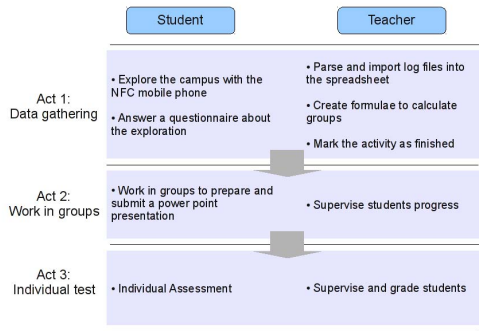 Student
Teacher
Act 1:
Data gathering
• Explore the campus with the
NFC mobile phone
• Answer a questionaire about
the exploration
• Parse and import log files into
the spreadsheet
• Create formulae to calculate
groups
• Mark the activity as finished
Act 2:
Work in groups
• Work in groups to prepare and
submit a power point
presentation
• Supervise students progress
Act 3:
Individual test
• Individual Assessment
• Supervise and grade students